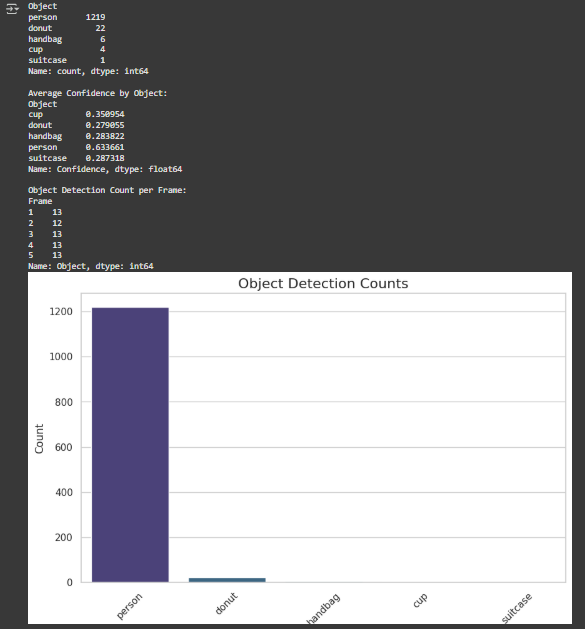 Object
person 1219
donut 22
handbag 6
cup 4
suitcase 1
Name: count, dtype: int64
Average Confidence by Object:
Object
cup 0.350954
donut 0.279055
handbag 0.283822
person 0.633661
suitcase 0.287318
Name: Confidence, dtype: float64
Object Detection Count per Frame:
Frame
1 13
2 12
3 13
4 13
5 13
Name: Object, dtype: int64
Object Detection Counts
1200
1000
800
600
400
200
0
Count
person
donut
handbag
cup
suitcase